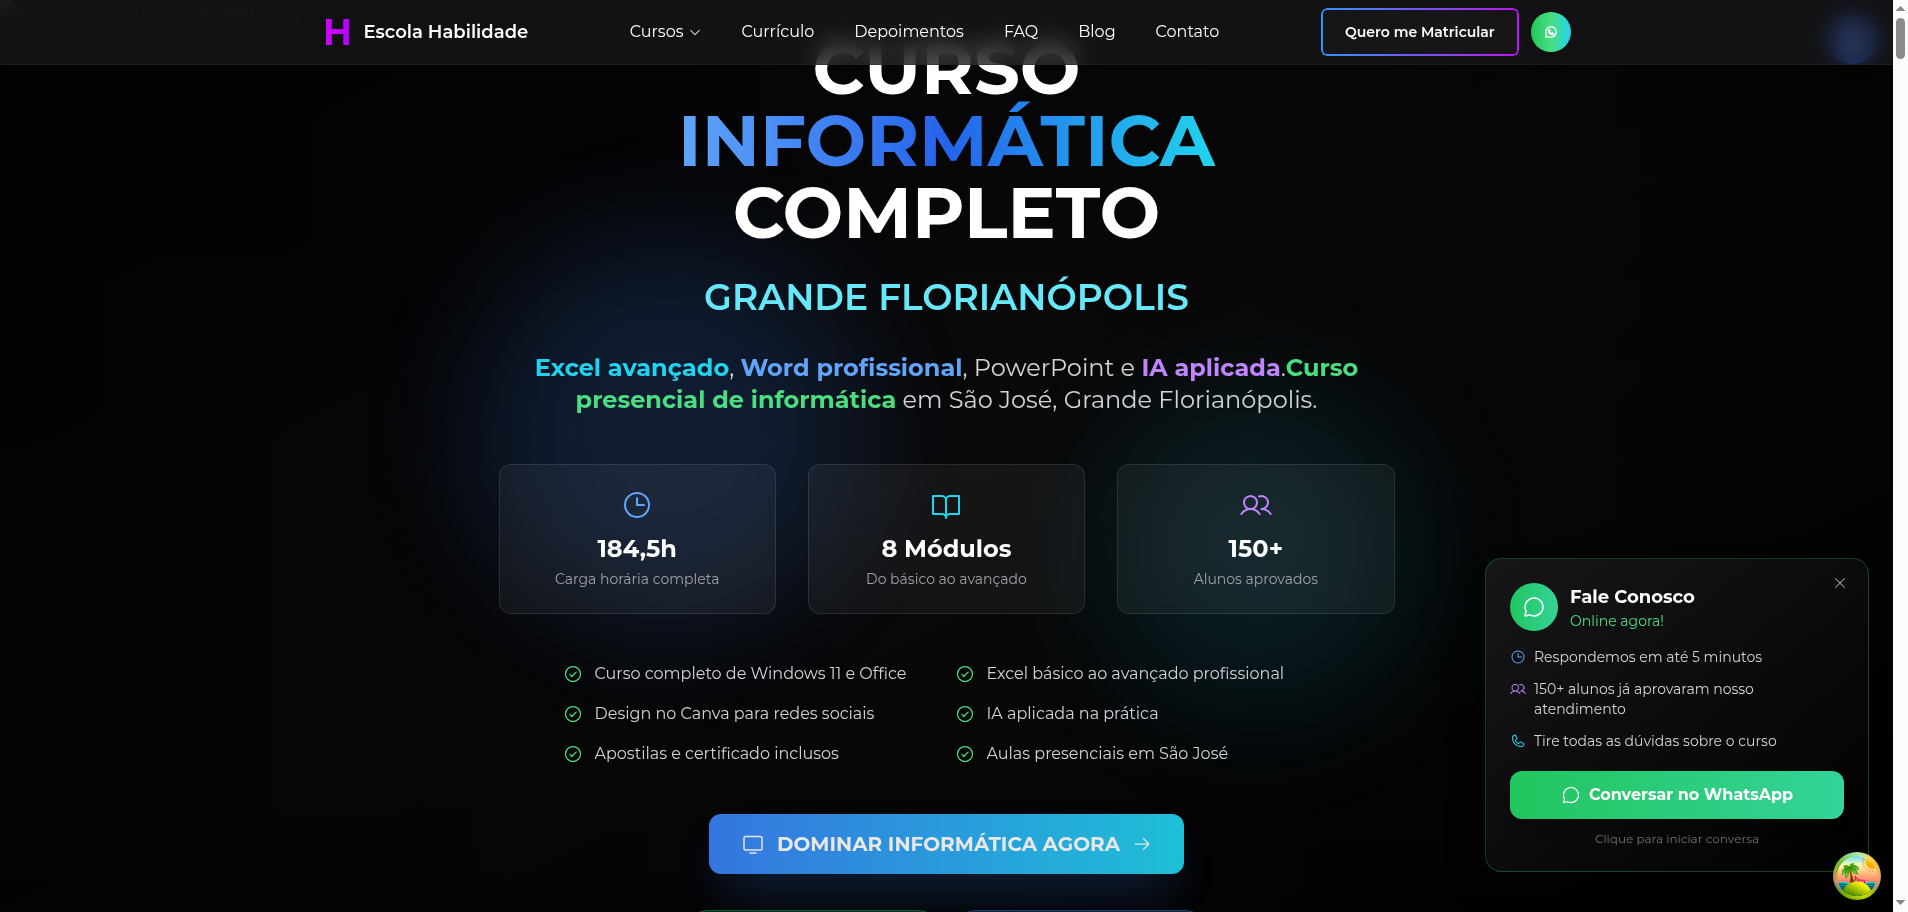 H Escola Habilidade
Cursos
Currículo
Depoimentos
FAQ
Blog
Contato
Quero me Matricular
CURSO
INFORMÁTICA
COMPLETO
GRANDE FLORIANÓPOLIS
Excel avançado, Word profissional, PowerPoint e IA aplicada.Curso
presencial de informática em São José, Grande Florianópolis.
184,5h
Carga horária completa
8 Módulos
Do básico ao avançado
150+
Alunos aprovados
Curso completo de Windows 11 e Office
Excel básico ao avançado profissional
Design no Canva para redes sociais
IA aplicada na prática
Apostilas e certificado inclusos
Aulas presenciais em São José
DOMINAR INFORMÁTICA AGORA
Fale Conosco
Online agora!
Respondemos em até 5 minutos
150+ alunos já aprovaram nosso
atendimento
Tire todas as dúvidas sobre o curso
Conversar no WhatsApp
Clique para iniciar conversa